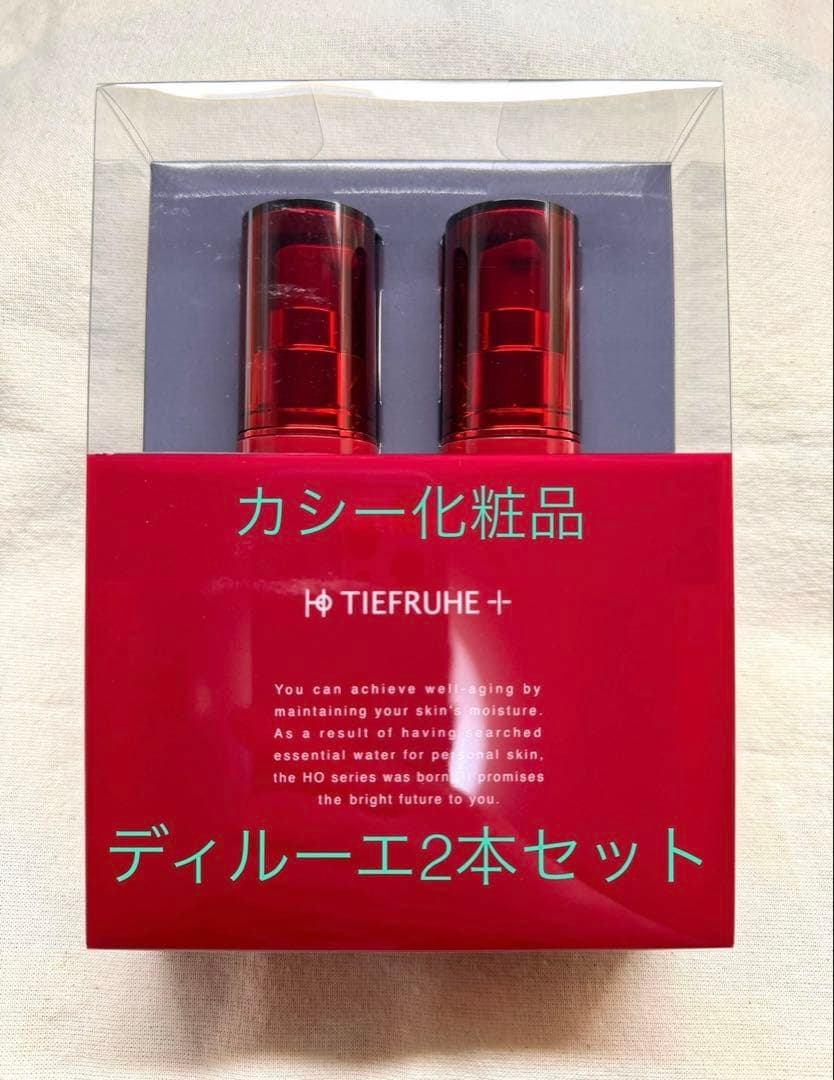 カシー化粧品
HO TIEFRUHE +
You can achieve well-aging by
maintaining your skin's moisture.
As a result of having searched
essential water for personal skin,
the HO series was born. It promises
the bright future to you.
ディルーエ2本セット